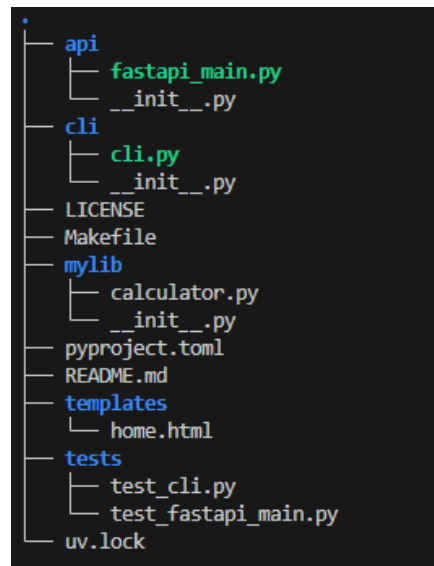 .
├── api
│   ├── fastapi_main.py
│   └── __init__.py
├── cli
│   ├── cli.py
│   └── __init__.py
├── LICENSE
├── Makefile
├── mylib
│   ├── calculator.py
│   └── __init__.py
├── pyproject.toml
├── README.md
├── templates
│   └── home.html
├── tests
│   ├── test_cli.py
│   └── test_fastapi_main.py
└── uv.lock